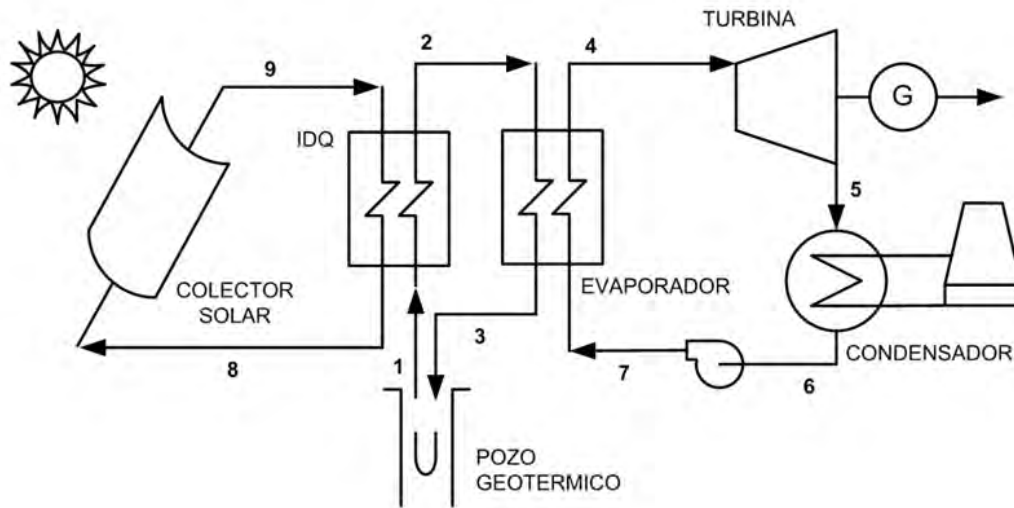 TURBINA
2
4
9
G
IDQ
5
EVAPORADOR
COLECTOR
SOLAR
3
CONDENSADOR
8
1
7
6
POZO
GEOTERMICO